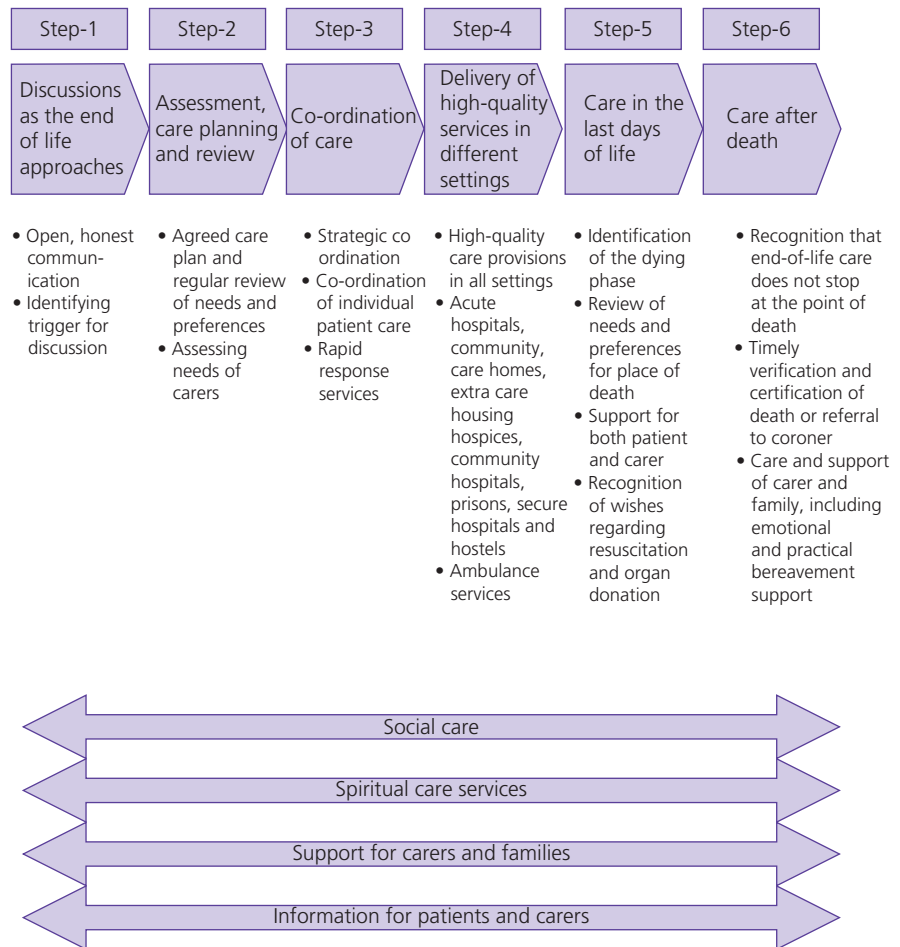 Step-1
Step-2
Step-3
Step-4
Step-5
Step-6
Discussions
as the end
of life
approaches
Assessment,
care planning
and review
Co-ordination
of care
Delivery of
high-quality
services in
different
settings
Care in the
last days
of life
Care after
death
• Open, honest
commun-
ication
• Identifying
trigger for
discussion
• Agreed care
plan and
regular review
of needs and
preferences
• Assessing
needs of
carers
• Strategic co
ordination
• Co-ordination
of individual
patient care
• Rapid
response
services
• High-quality
care provisions
in all settings
• Acute
hospitals,
community,
care homes,
extra care
housing
hospices,
community
hospitals,
prisons, secure
hospitals and
hostels
• Ambulance
services
• Identification
of the dying
phase
• Review of
needs and
preferences
for place of
death
• Support for
both patient
and carer
• Recognition
of wishes
regarding
resuscitation
and organ
donation
• Recognition that
end-of-life care
does not stop
at the point of
death
• Timely
verification and
certification of
death or referral
to coroner
• Care and support
of carer and
family, including
emotional
and practical
bereavement
support
Social care
Spiritual care services
Support for carers and families
Information for patients and carers